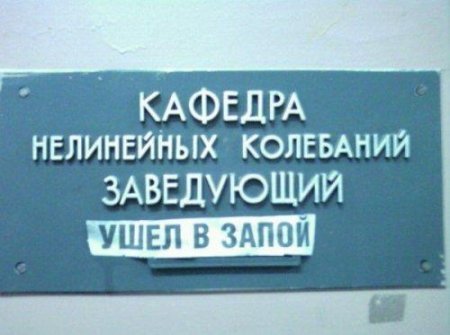 КАФЕДРА
НЕЛИНЕЙНЫХ КОЛЕБАНИЙ
ЗАВЕДУЮЩИЙ
УШЕЛ В ЗАПОЙ